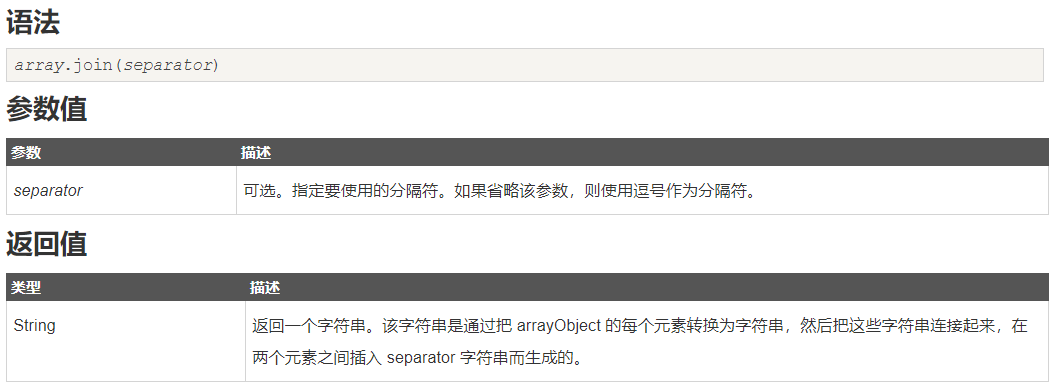 语法
array.join(separator)
参数值
参数 描述
separator 可选。指定要使用的分隔符。如果省略该参数，则使用逗号作为分隔符。
返回值
类型 描述
String 返回一个字符串。该字符串是通过把 arrayObject 的每个元素转换为字符串，然后把这些字符串连接起来，在
两个元素之间插入 separator 字符串而生成的。